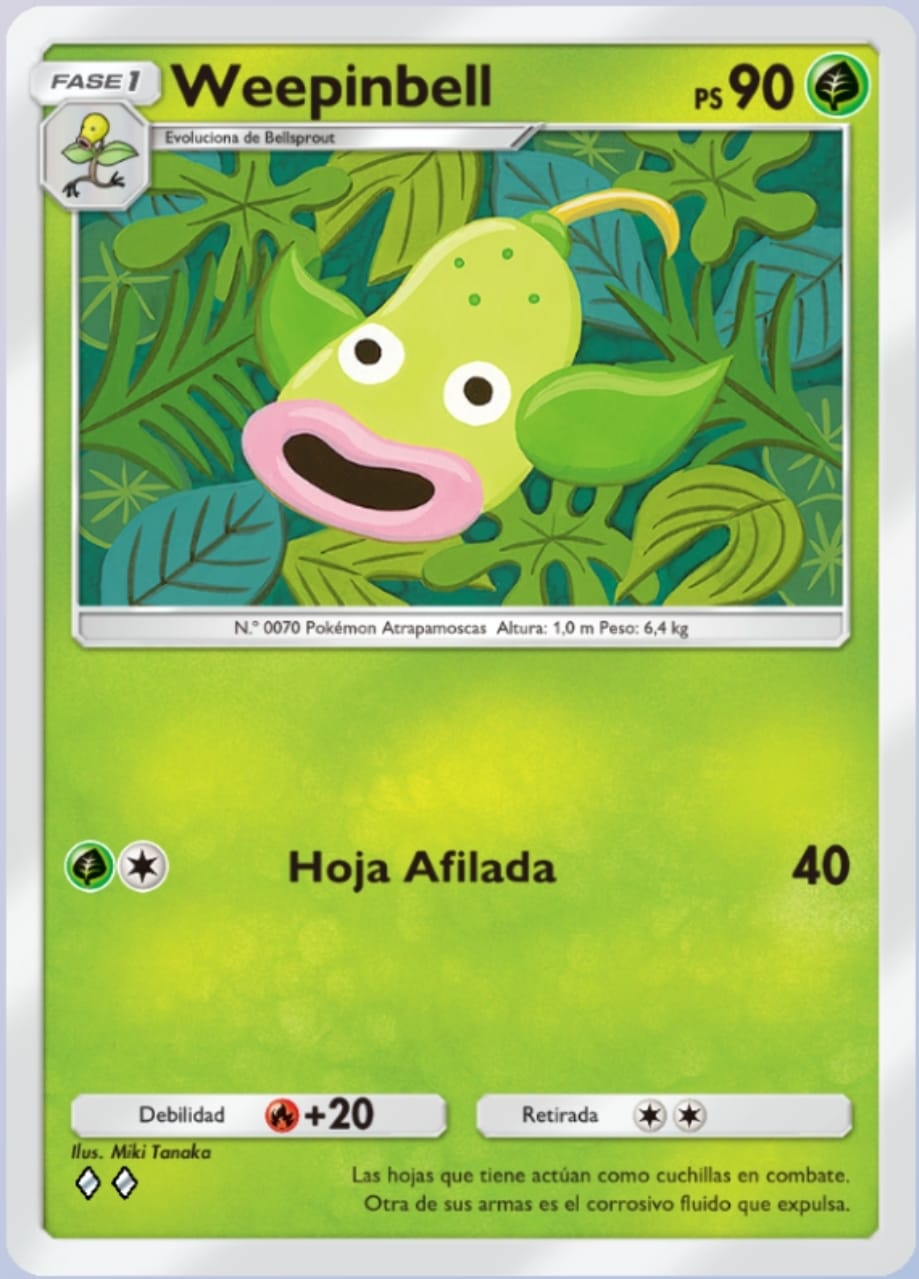 FASE 1
Weepinbell
PS 90
Evoluciona de Bellsprout
N.º 0070 Pokémon Atrapamoscas Altura: 1,0 m Peso: 6,4 kg
Hoja Afilada 40
Debilidad +20
Retirada
Ilus. Miki Tanaka
Las hojas que tiene actúan como cuchillas en combate.
Otra de sus armas es el corrosivo fluido que expulsa.